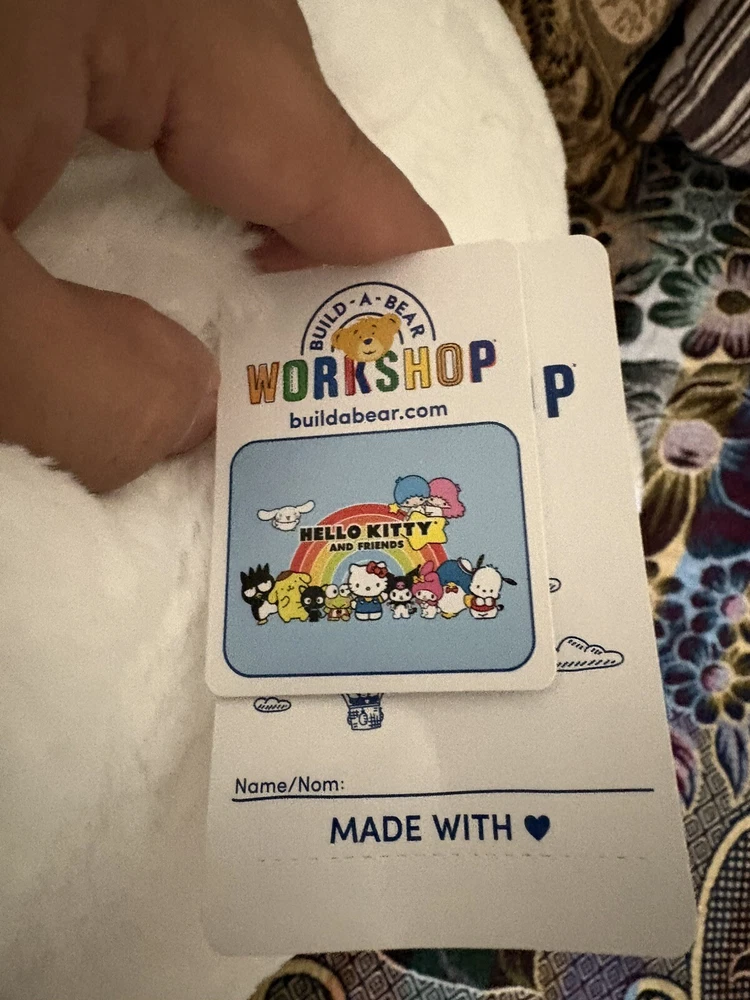 BUILD-A-BEAR
WORKSHOP
buildabear.com
HELLO KITTY
AND FRIENDS
P
Name/Nom:
MADE WITH ♥